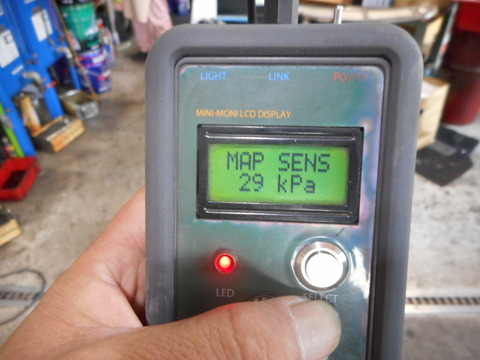 LIGHT LINK POWER
MINI-MONI LCD DISPLAY
MAP SENS
29 kPa
LED SELECT